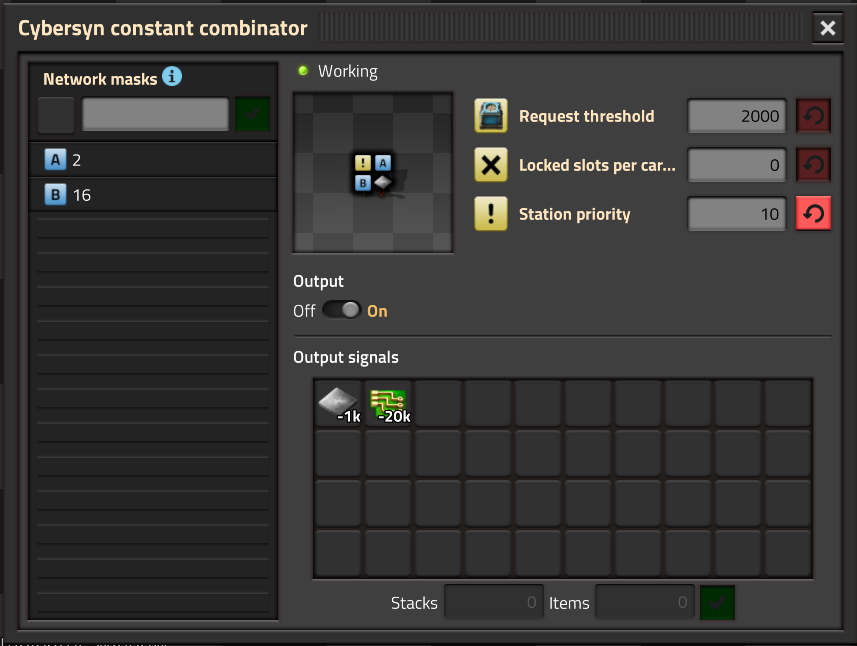 Cybersyn constant combinator
Network masks
A 2
B 16
Working
! A
B
Request threshold 2000
Locked slots per car... 0
! Station priority 10
Output
Off On
Output signals
-1k -20k
Stacks 0 Items 0